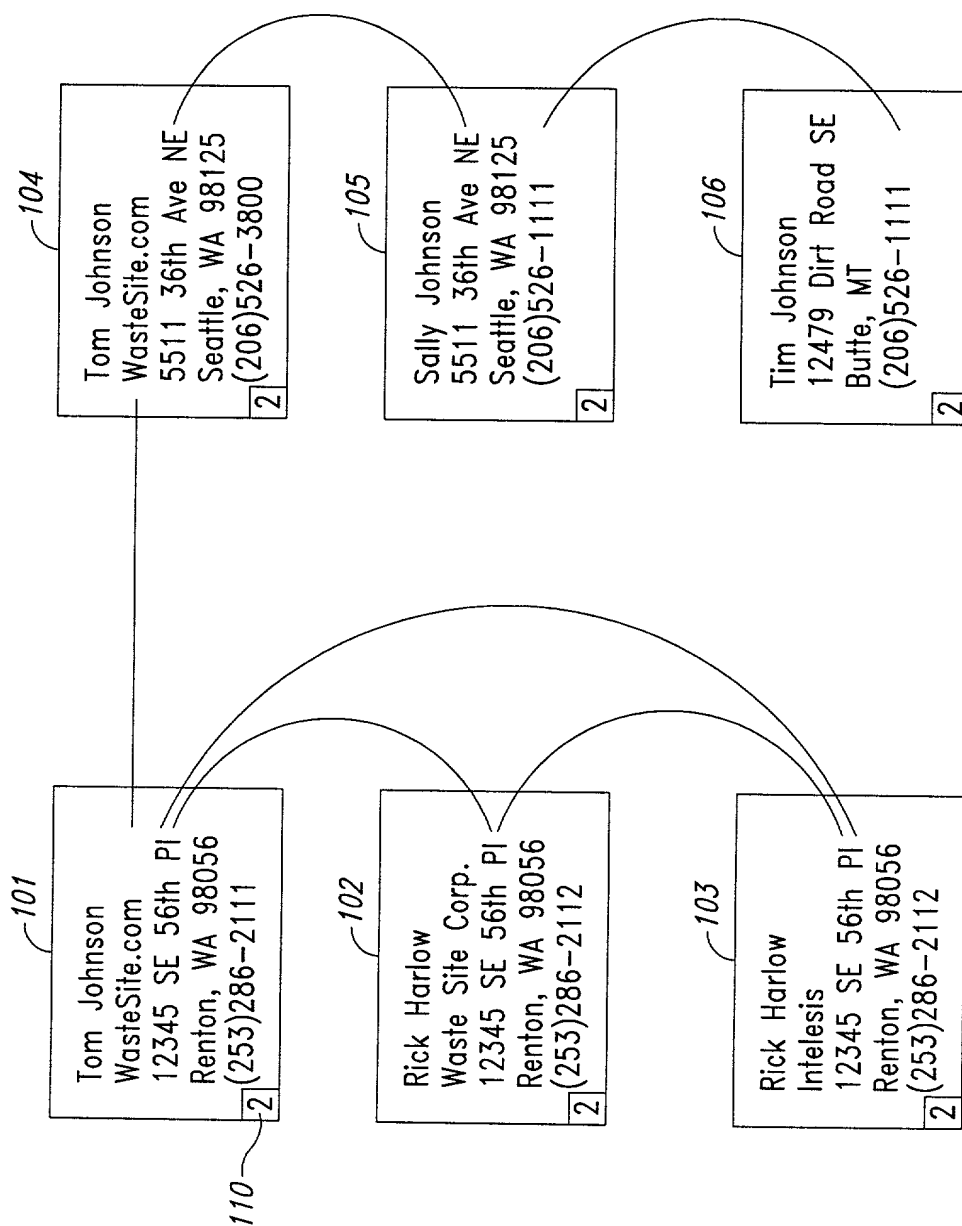 101
Tom Johnson
WasteSite.com
12345 SE 56th Pl
Renton, WA 98056
(253)286-2111
2
110
102
Rick Harlow
Waste Site Corp.
12345 SE 56th Pl
Renton, WA 98056
(253)286-2112
2
103
Rick Harlow
Intelesis
12345 SE 56th Pl
Renton, WA 98056
(253)286-2112
2
104
Tom Johnson
WasteSite.com
5511 36th Ave NE
Seattle, WA 98125
(206)526-3800
2
105
Sally Johnson
5511 36th Ave NE
Seattle, WA 98125
(206)526-1111
2
106
Tim Johnson
12479 Dirt Road SE
Butte, MT
(206)526-1111
2